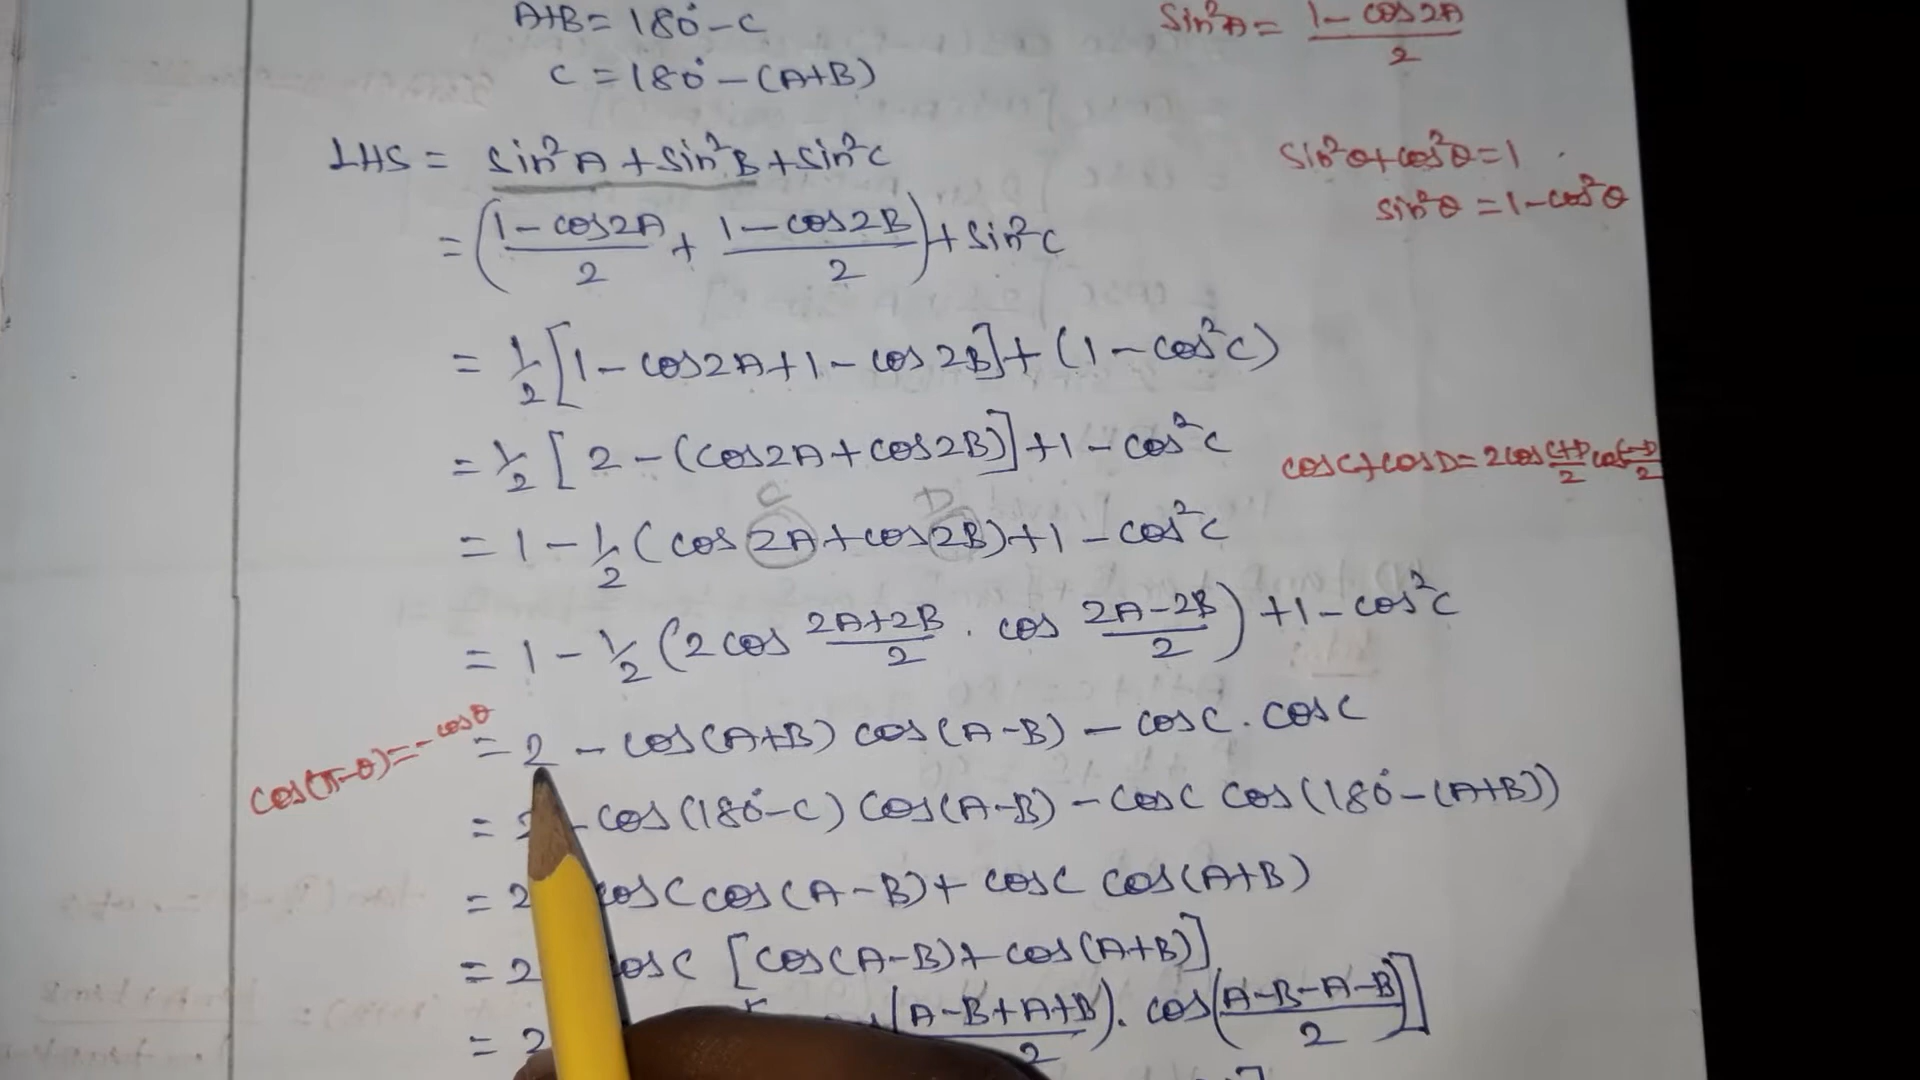 A+B = 180° - C
sin²A = (1 - cos2A)/2
C = 180° - (A+B)
LHS = sin²A + sin²B + sin²C
sin²θ + cos²θ = 1
sin²θ = 1 - cos²θ
= ((1 - cos2A)/2 + (1 - cos2B)/2) + sin²C
= 1/2 [1 - cos2A + 1 - cos2B] + (1 - cos²C)
= 1/2 [2 - (cos2A + cos2B)] + 1 - cos²C
cosC + cosD = 2cos (C+D)/2 cos (C-D)/2
C D
= 1 - 1/2 (cos2A + cos2B) + 1 - cos²C
= 1 - 1/2 (2cos (2A+2B)/2 . cos (2A-2B)/2) + 1 - cos²C
cos(π-θ) = -cosθ
= 2 - cos(A+B) cos(A-B) - cosC . cosC
= - cos(180° - C) cos(A-B) - cosC cos(180° - (A+B))
= 2 cosC cos(A-B) + cosC cos(A+B)
= 2 cosC [cos(A-B) + cos(A+B)]
= 2 (A-B+A+B)/2 . cos((A-B-A-B)/2)]